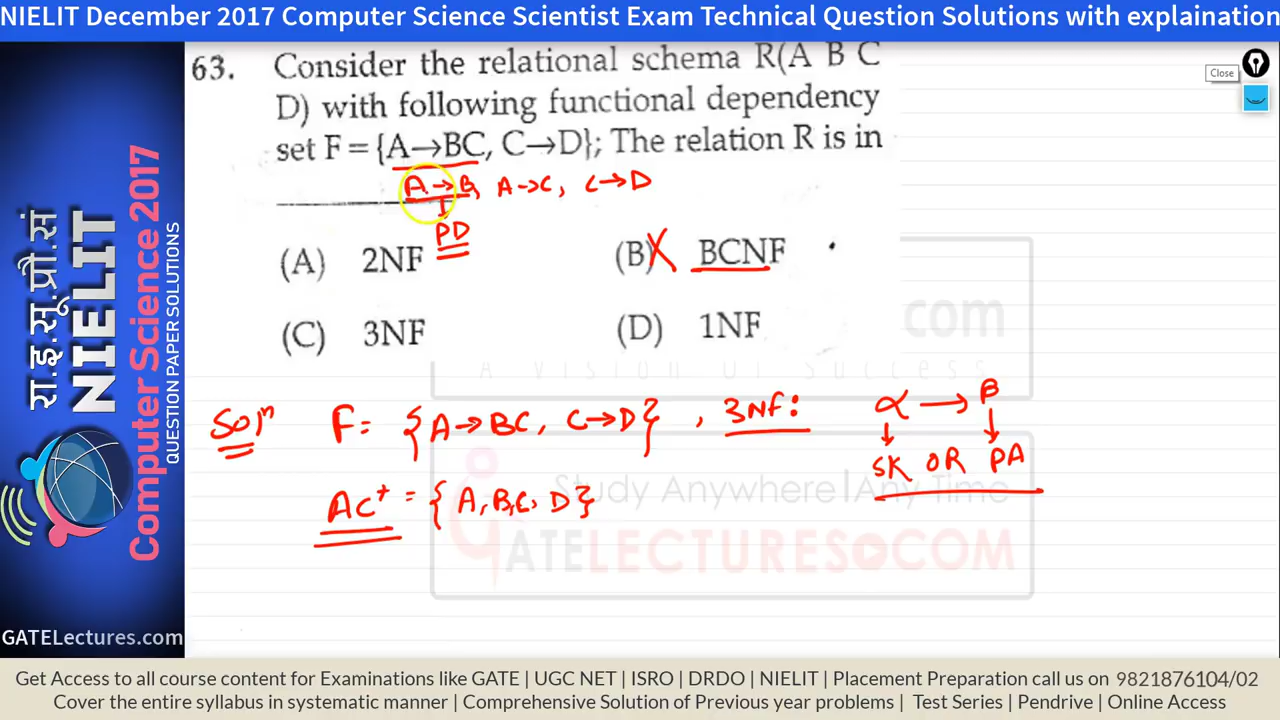 NIELIT December 2017 Computer Science Scientist Exam Technical Question Solutions with explaination
Close
रा.इ.सू.प्रौ.सं
NIELIT
Computer Science 2017
QUESTION PAPER SOLUTIONS
GATELectures.com
63. Consider the relational schema R(A B C
D) with following functional dependency
set F = {A→BC, C→D}; The relation R is in
A→B, A→C, C→D
PD
(A) 2NF (B) BCNF
(C) 3NF (D) 1NF
Soln F= {A→BC, C→D}, 3NF: α → β
SK OR PA
AC+ = {A, B, C, D}
.com
A Vision Of Success
Study Anywhere | Any Time
GATELECTURES.COM
Get Access to all course content for Examinations like GATE | UGC NET | ISRO | DRDO | NIELIT | Placement Preparation call us on 9821876104/02
Cover the entire syllabus in systematic manner | Comprehensive Solution of Previous year problems | Test Series | Pendrive | Online Access